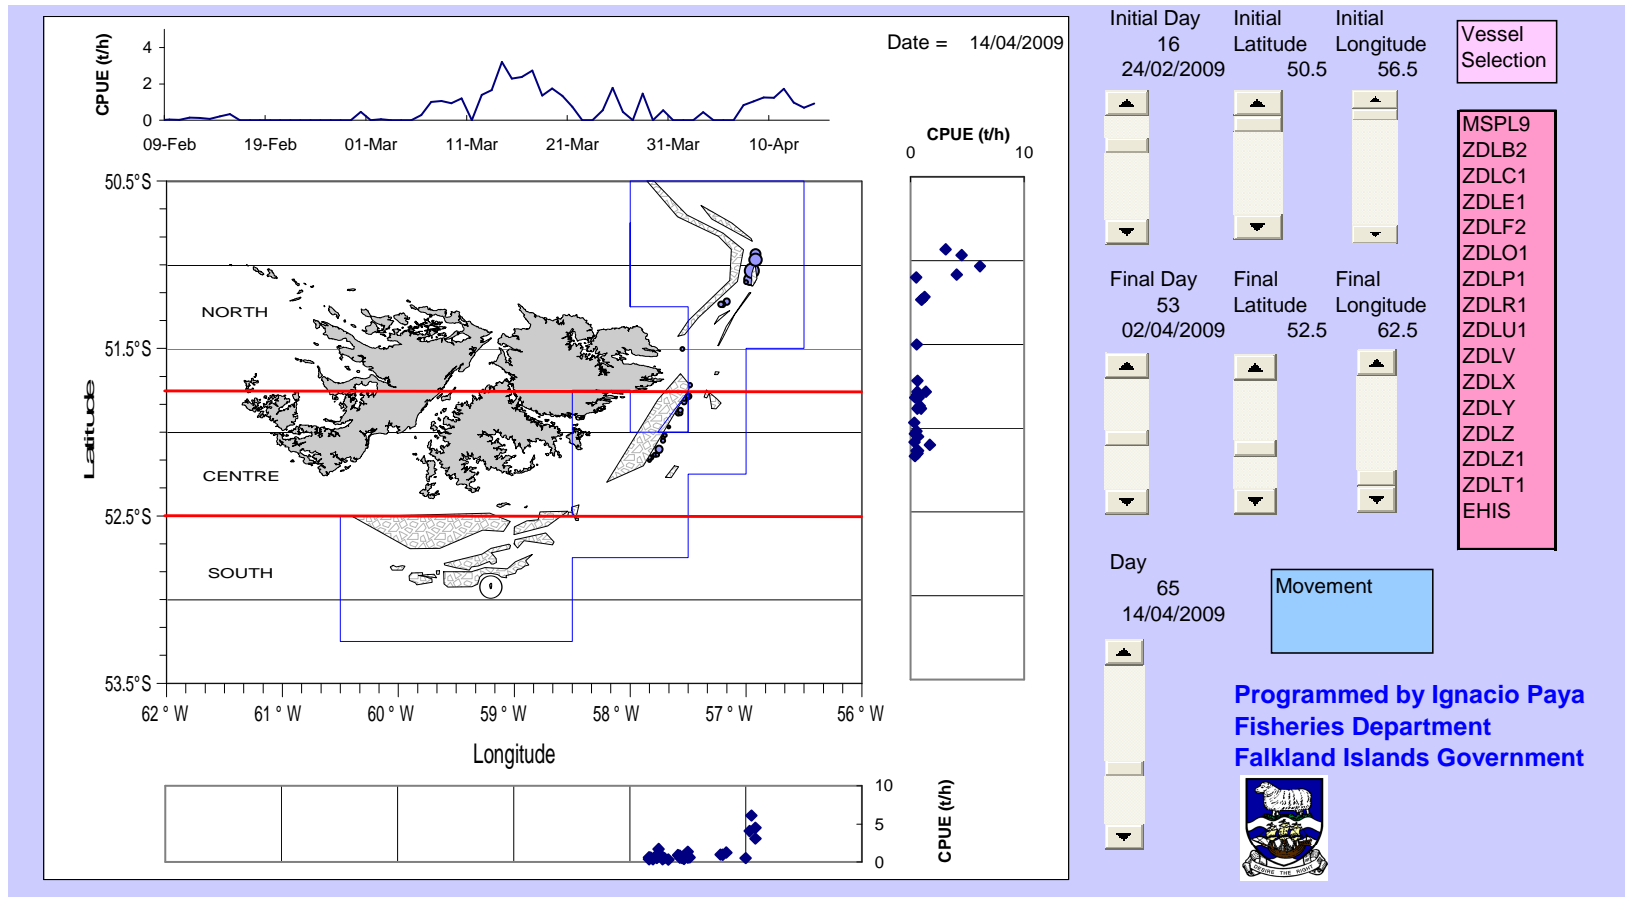 CPUE (t/h)
4
2
0
09-Feb 19-Feb 01-Mar 11-Mar 21-Mar 31-Mar 10-Apr
Date = 14/04/2009
CPUE (t/h)
0 10
50.5°S
51.5°S
52.5°S
53.5°S
Latitude
NORTH
CENTRE
SOUTH
62 ° W 61 ° W 60 ° W 59 ° W 58 ° W 57 ° W 56 ° W
Longitude
10
5
0
CPUE (t/h)
Initial Day
16
24/02/2009
Initial
Latitude
50.5
Initial
Longitude
56.5
Vessel
Selection
MSPL9
ZDLB2
ZDLC1
ZDLE1
ZDLF2
ZDLO1
ZDLP1
ZDLR1
ZDLU1
ZDLV
ZDLX
ZDLY
ZDLZ
ZDLZ1
ZDLT1
EHIS
Final Day
53
02/04/2009
Final
Latitude
52.5
Final
Longitude
62.5
Day
65
14/04/2009
Movement
Programmed by Ignacio Paya
Fisheries Department
Falkland Islands Government
DESIRE THE RIGHT